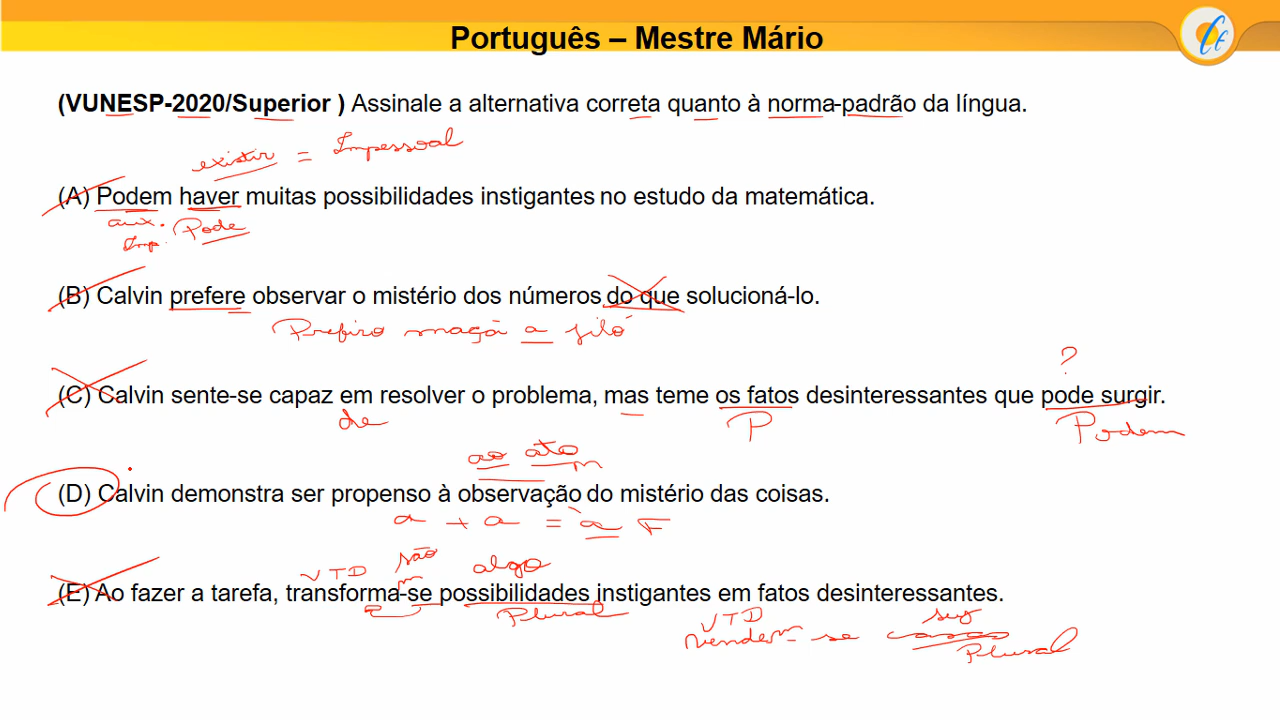 Português – Mestre Mário
(VUNESP-2020/Superior ) Assinale a alternativa correta quanto à norma-padrão da língua.
existir = Impessoal
(A) Podem haver muitas possibilidades instigantes no estudo da matemática.
aux. Pode
Imp.
(B) Calvin prefere observar o mistério dos números do que solucioná-lo.
Prefiro maçã a jiló
?
(C) Calvin sente-se capaz em resolver o problema, mas teme os fatos desinteressantes que pode surgir.
de P Podem
ao ato
m
(D) Calvin demonstra ser propenso à observação do mistério das coisas.
a + a = à F
VTD são algo
m
(E) Ao fazer a tarefa, transforma-se possibilidades instigantes em fatos desinteressantes.
Plural
VTD suj
vendem-se casas
Plural